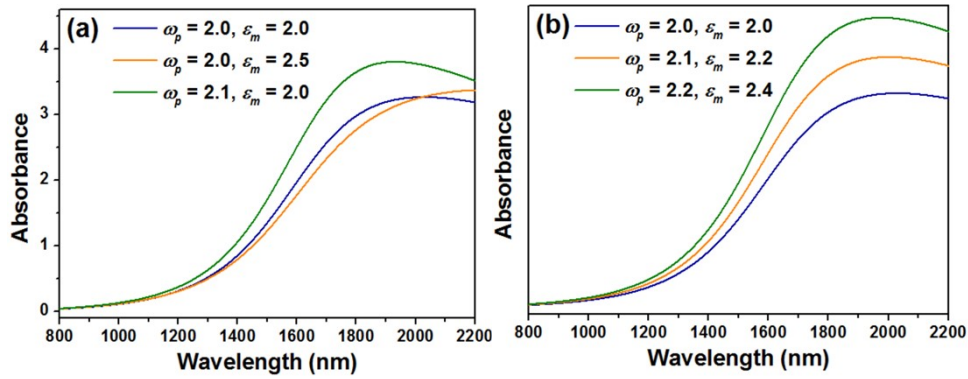 (a)
ωp = 2.0, εm = 2.0
ωp = 2.0, εm = 2.5
ωp = 2.1, εm = 2.0
Absorbance
4
3
2
1
0
800 1000 1200 1400 1600 1800 2000 2200
Wavelength (nm)
(b)
ωp = 2.0, εm = 2.0
ωp = 2.1, εm = 2.2
ωp = 2.2, εm = 2.4
Absorbance
800 1000 1200 1400 1600 1800 2000 2200
Wavelength (nm)